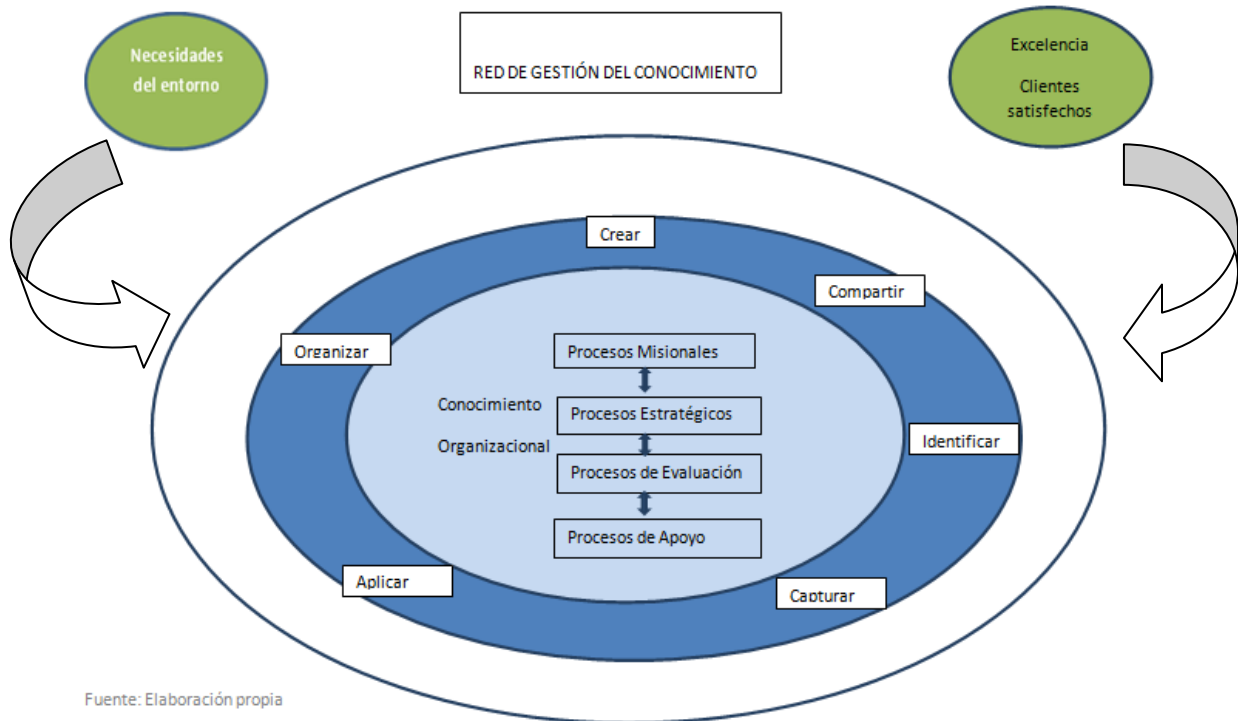 Necesidades
del entorno
RED DE GESTIÓN DEL CONOCIMIENTO
Excelencia
Clientes
satisfechos
Crear
Compartir
Organizar
Procesos Misionales
Conocimiento
Organizacional
Procesos Estratégicos
Identificar
Procesos de Evaluación
Procesos de Apoyo
Aplicar
Capturar
Fuente: Elaboración propia